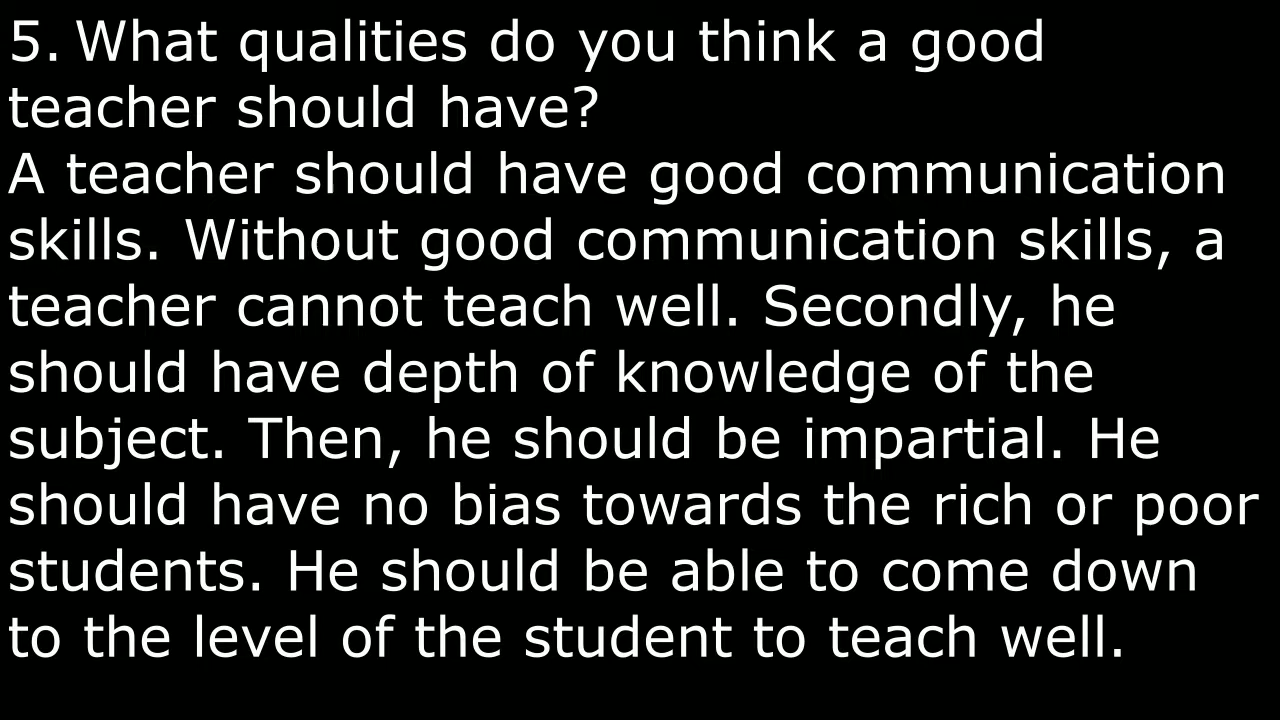 5. What qualities do you think a good
teacher should have?
A teacher should have good communication
skills. Without good communication skills, a
teacher cannot teach well. Secondly, he
should have depth of knowledge of the
subject. Then, he should be impartial. He
should have no bias towards the rich or poor
students. He should be able to come down
to the level of the student to teach well.